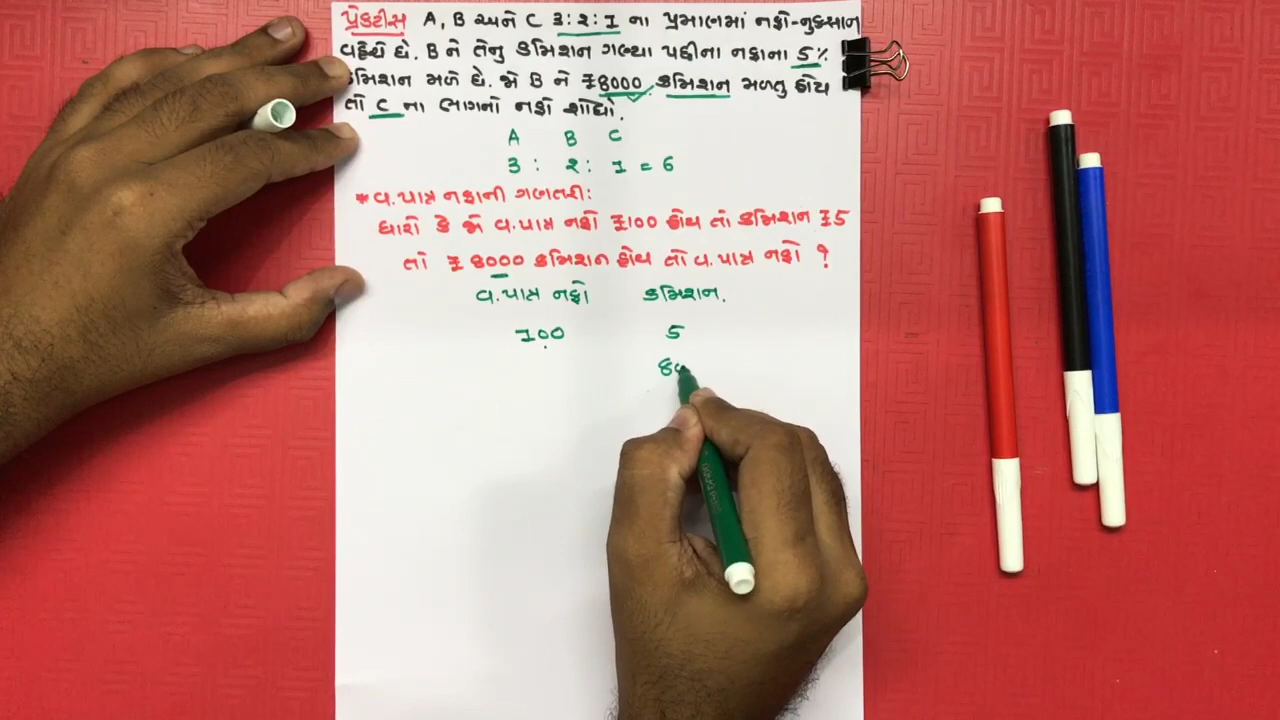 પ્રેક્ટીસ A, B અને C 3:2:1 ના પ્રમાણમાં નફો-નુકસાન
વહેંચે છે. B ને તેનુ કમિશન ગણ્યા પછીના નફાના 5%
કમિશન મળે છે. જો B ને ₹8000 કમિશન મળતુ હોય
તો C ના ભાગનો નફો શોધો.
A B C
3 : 2 : 1 = 6
*વ.પાત્ર નફાની ગણતરી:
ધારો કે જો વ.પાત્ર નફો ₹100 હોય તો કમિશન ₹5
તો ₹8000 કમિશન હોય તો વ.પાત્ર નફો ?
વ.પાત્ર નફો કમિશન.
100 5